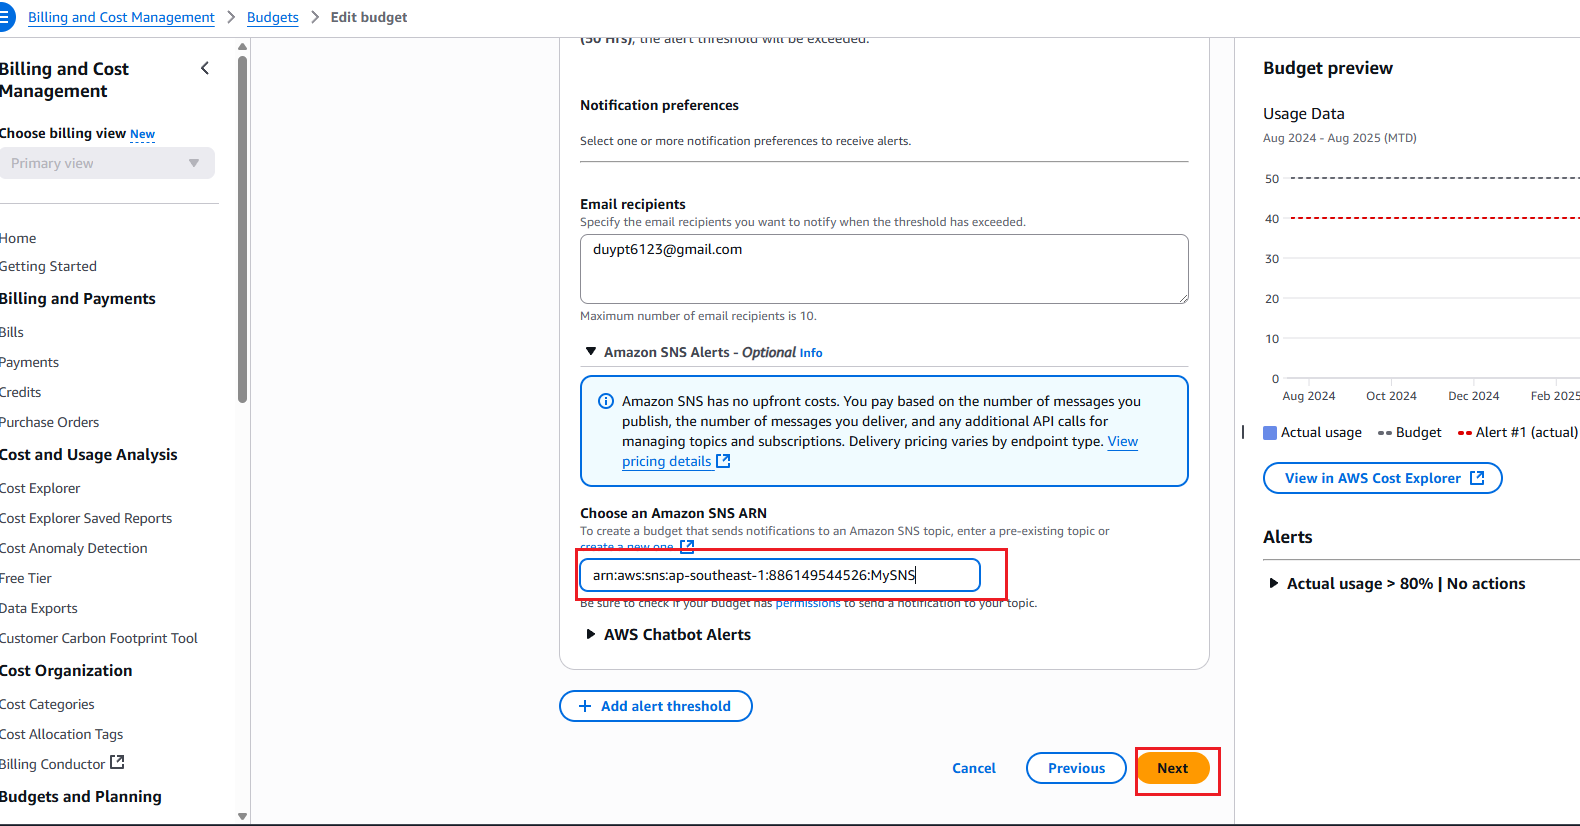 Billing and Cost Management > Budgets > Edit budget
Billing and Cost
Management
Choose billing view New
Primary view
Home
Getting Started
Billing and Payments
Bills
Payments
Credits
Purchase Orders
Cost and Usage Analysis
Cost Explorer
Cost Explorer Saved Reports
Cost Anomaly Detection
Free Tier
Data Exports
Customer Carbon Footprint Tool
Cost Organization
Cost Categories
Cost Allocation Tags
Billing Conductor
Budgets and Planning
(50 Hrs), the alert threshold will be exceeded.
Notification preferences
Select one or more notification preferences to receive alerts.
Email recipients
Specify the email recipients you want to notify when the threshold has exceeded.
duypt6123@gmail.com
Maximum number of email recipients is 10.
Amazon SNS Alerts - Optional Info
Amazon SNS has no upfront costs. You pay based on the number of messages you
publish, the number of messages you deliver, and any additional API calls for
managing topics and subscriptions. Delivery pricing varies by endpoint type. View
pricing details
Choose an Amazon SNS ARN
To create a budget that sends notifications to an Amazon SNS topic, enter a pre-existing topic or
create a new one.
arn:aws:sns:ap-southeast-1:886149544526:MySNS
Be sure to check if your budget has permissions to send a notification to your topic.
AWS Chatbot Alerts
+ Add alert threshold
Cancel
Previous
Next
Budget preview
Usage Data
Aug 2024 - Aug 2025 (MTD)
50
40
30
20
10
0
Aug 2024 Oct 2024 Dec 2024 Feb 2025
Actual usage Budget Alert #1 (actual)
View in AWS Cost Explorer
Alerts
Actual usage > 80% | No actions